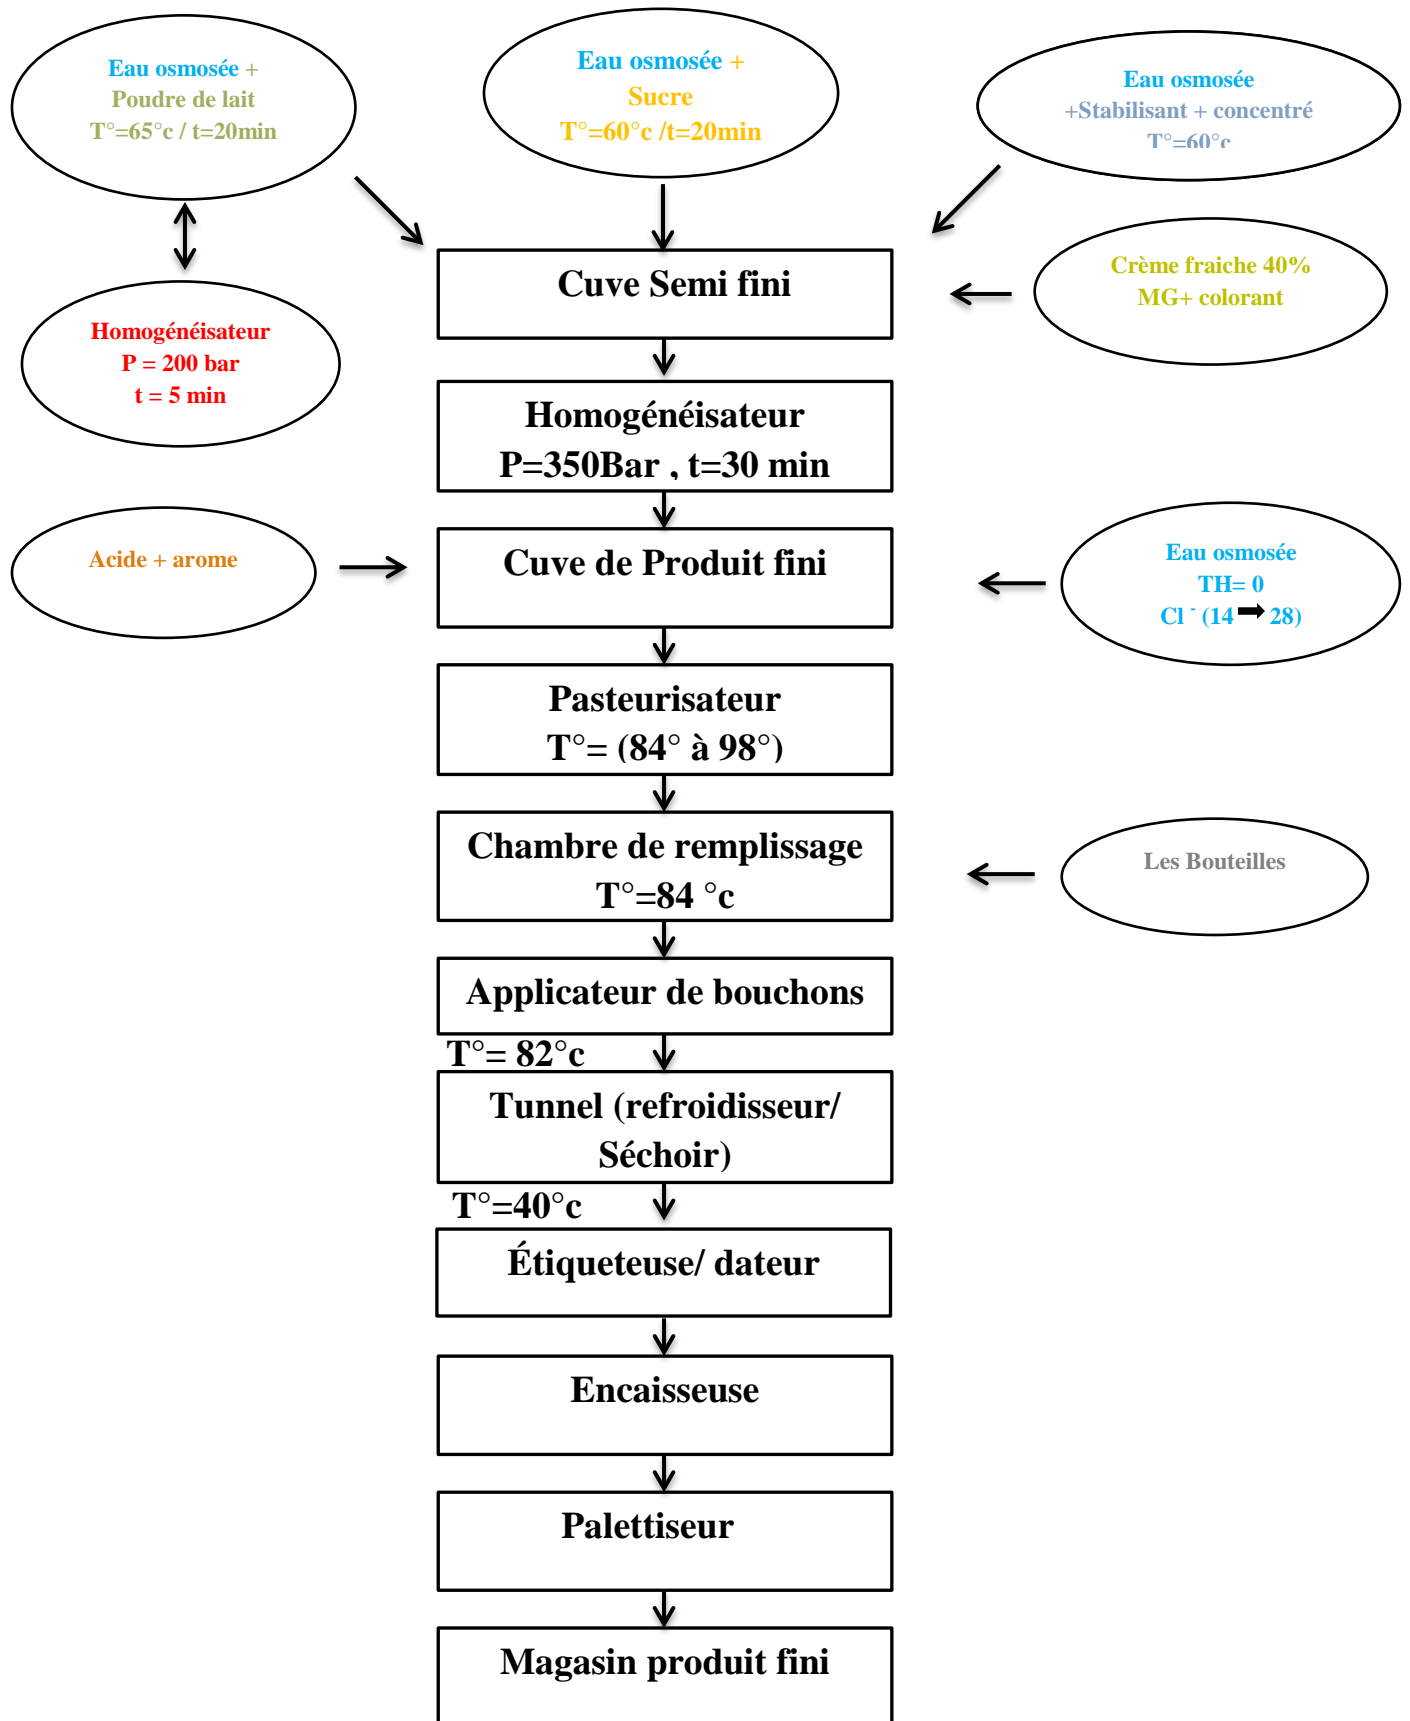 Eau osmosée +
Poudre de lait
T°=65°c / t=20min
Eau osmosée +
Sucre
T°=60°c /t=20min
Eau osmosée
+Stabilisant + concentré
T°=60°c
Cuve Semi fini
Crème fraiche 40%
MG+ colorant
Homogénéisateur
P = 200 bar
t = 5 min
Homogénéisateur
P=350Bar , t=30 min
Acide + arome
Cuve de Produit fini
Eau osmosée
TH= 0
Cl - (14 ➡ 28)
Pasteurisateur
T°= (84° à 98°)
Chambre de remplissage
T°=84 °c
Les Bouteilles
Applicateur de bouchons
T°= 82°c
Tunnel (refroidisseur/
Séchoir)
T°=40°c
Étiqueteuse/ dateur
Encaisseuse
Palettiseur
Magasin produit fini